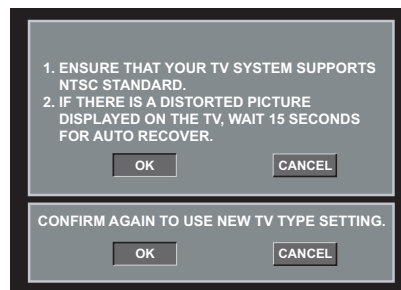 1. ENSURE THAT YOUR TV SYSTEM SUPPORTS
NTSC STANDARD.
2. IF THERE IS A DISTORTED PICTURE
DISPLAYED ON THE TV, WAIT 15 SECONDS
FOR AUTO RECOVER.
OK CANCEL
CONFIRM AGAIN TO USE NEW TV TYPE SETTING.
OK CANCEL